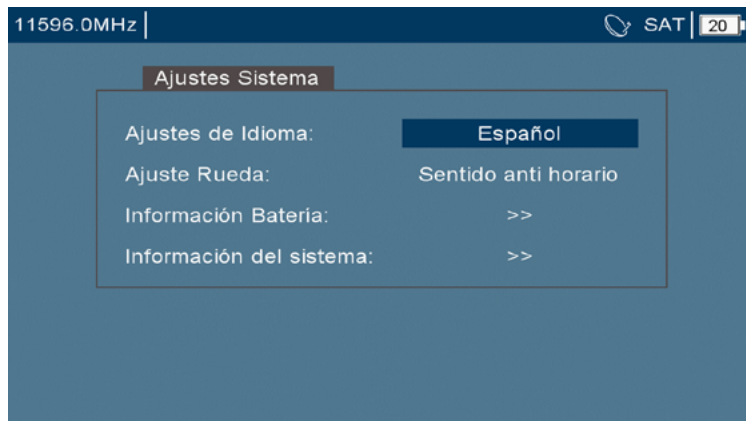 11596.0MHz SAT 20
Ajustes Sistema
Ajustes de Idioma: Español
Ajuste Rueda: Sentido anti horario
Información Bateria: >>
Información del sistema: >>